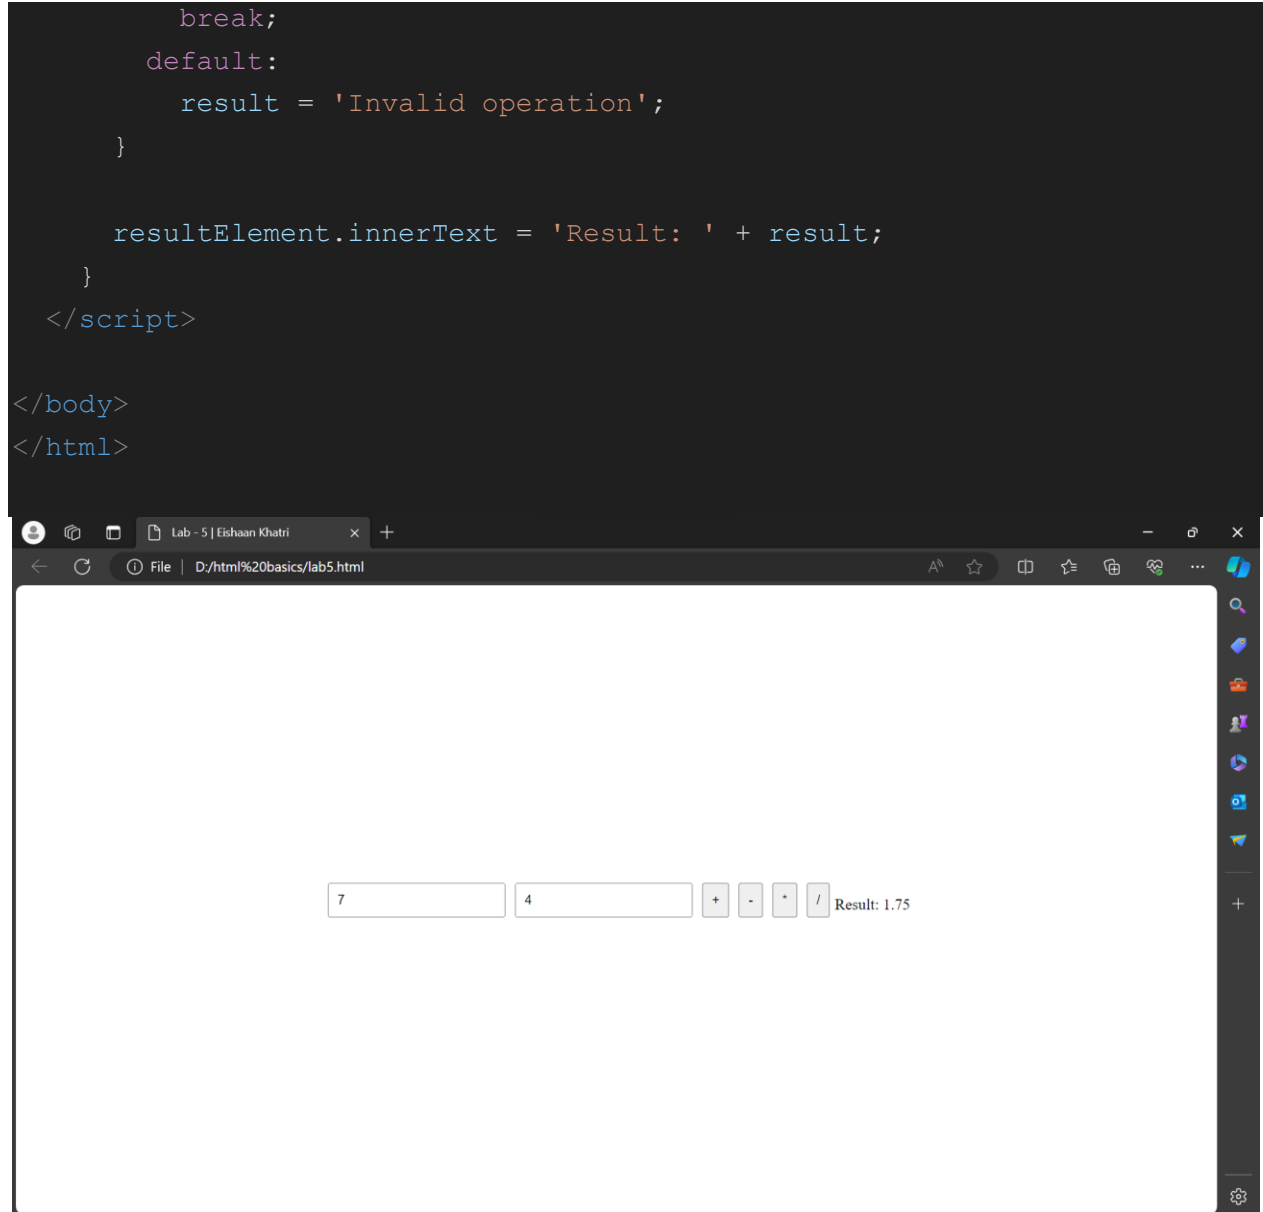 break;
default:
result = 'Invalid operation';
}
resultElement.innerText = 'Result: ' + result;
}
</script>
</body>
</html>
Lab - 5 | Eishaan Khatri
File | D:/html%20basics/lab5.html
7 4 + - * / Result: 1.75